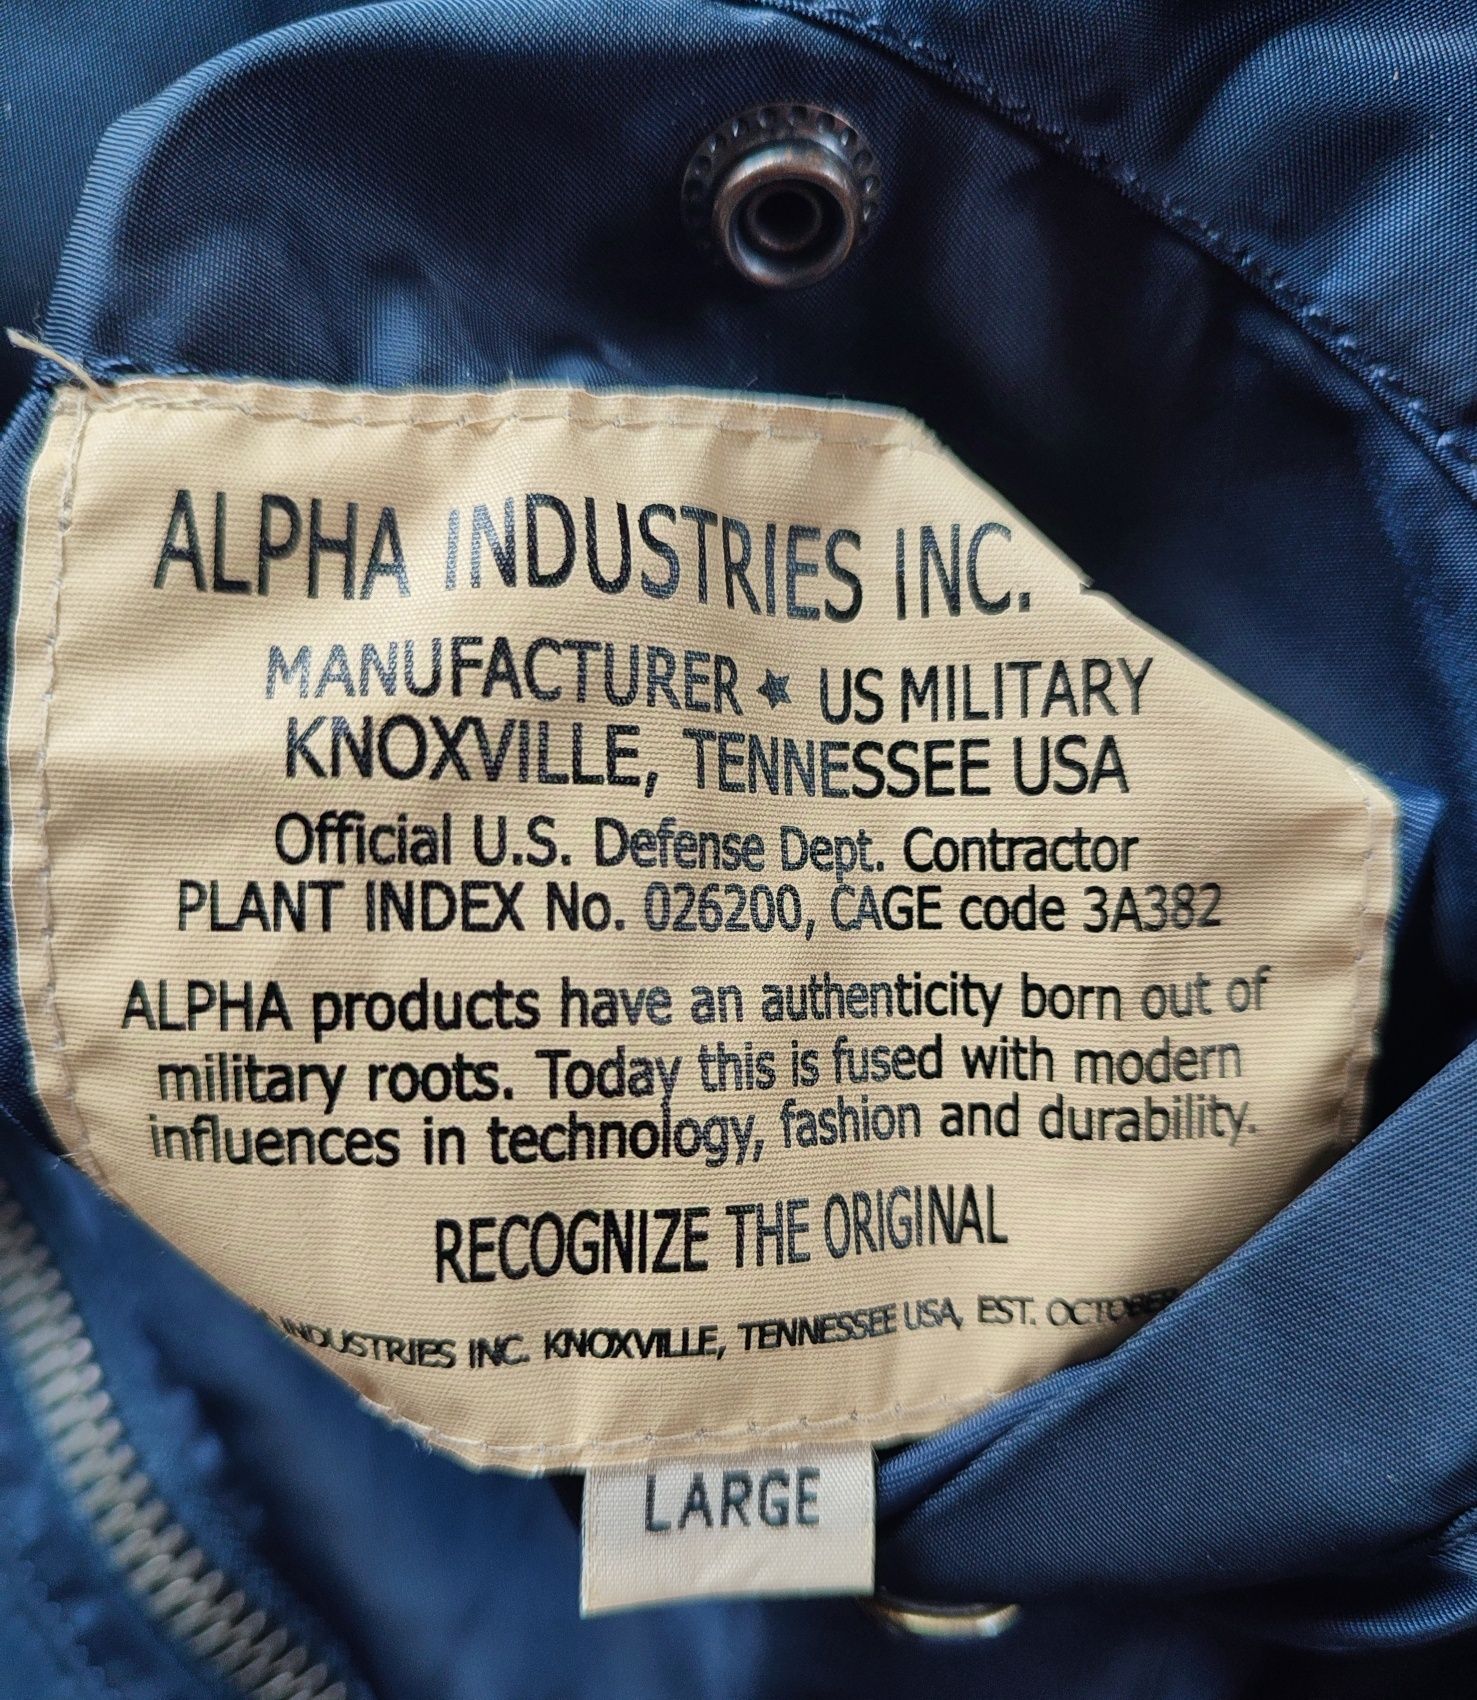 ALPHA INDUSTRIES INC.
MANUFACTURER ★ US MILITARY
KNOXVILLE, TENNESSEE USA
Official U.S. Defense Dept. Contractor
PLANT INDEX No. 026200, CAGE code 3A382
ALPHA products have an authenticity born out of
military roots. Today this is fused with modern
influences in technology, fashion and durability.
RECOGNIZE THE ORIGINAL
INDUSTRIES INC. KNOXVILLE, TENNESSEE USA, EST. OCTOBER
LARGE